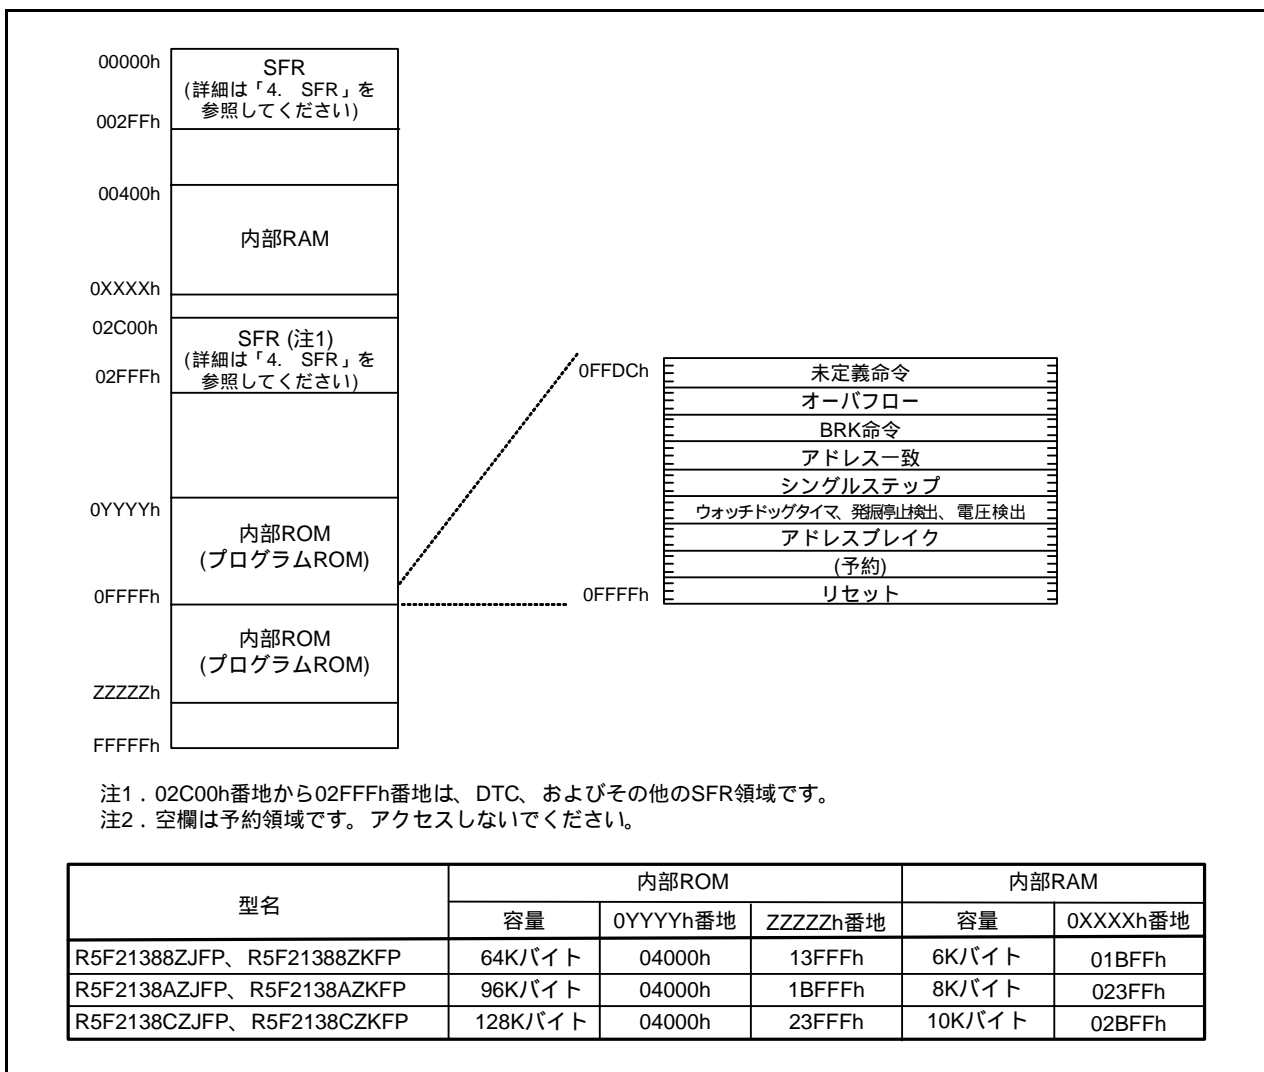 00000h
SFR
(詳細は「4. SFR」を
参照してください)
002FFh
00400h
内部RAM
0XXXXh
02C00h
SFR (注1)
(詳細は「4. SFR」を
参照してください)
02FFFh
0YYYYh
内部ROM
(プログラムROM)
0FFFFh
内部ROM
(プログラムROM)
ZZZZZh
FFFFFh
0FFDCh
未定義命令
オーバフロー
BRK命令
アドレス一致
シングルステップ
ウォッチドッグタイマ、発振停止検出、電圧検出
アドレスブレイク
(予約)
0FFFFh
リセット
注1.02C00h番地から02FFFh番地は、DTC、およびその他のSFR領域です。
注2.空欄は予約領域です。アクセスしないでください。
型名 内部ROM 内部RAM
容量 0YYYYh番地 ZZZZZh番地 容量 0XXXXh番地
R5F21388ZJFP、R5F21388ZKFP 64Kバイト 04000h 13FFFh 6Kバイト 01BFFh
R5F2138AZJFP、R5F2138AZKFP 96Kバイト 04000h 1BFFFh 8Kバイト 023FFh
R5F2138CZJFP、R5F2138CZKFP 128Kバイト 04000h 23FFFh 10Kバイト 02BFFh